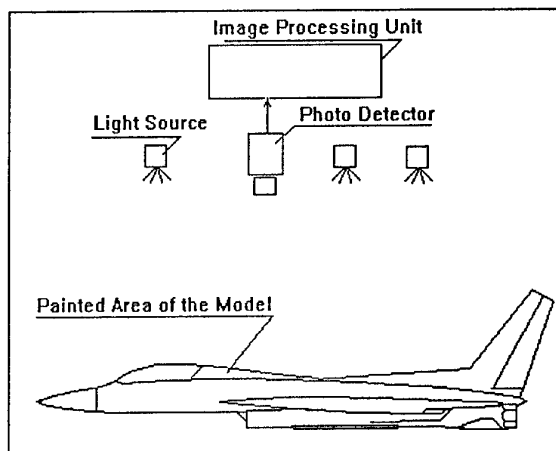 Image Processing Unit
Light Source
Photo Detector
Painted Area of the Model